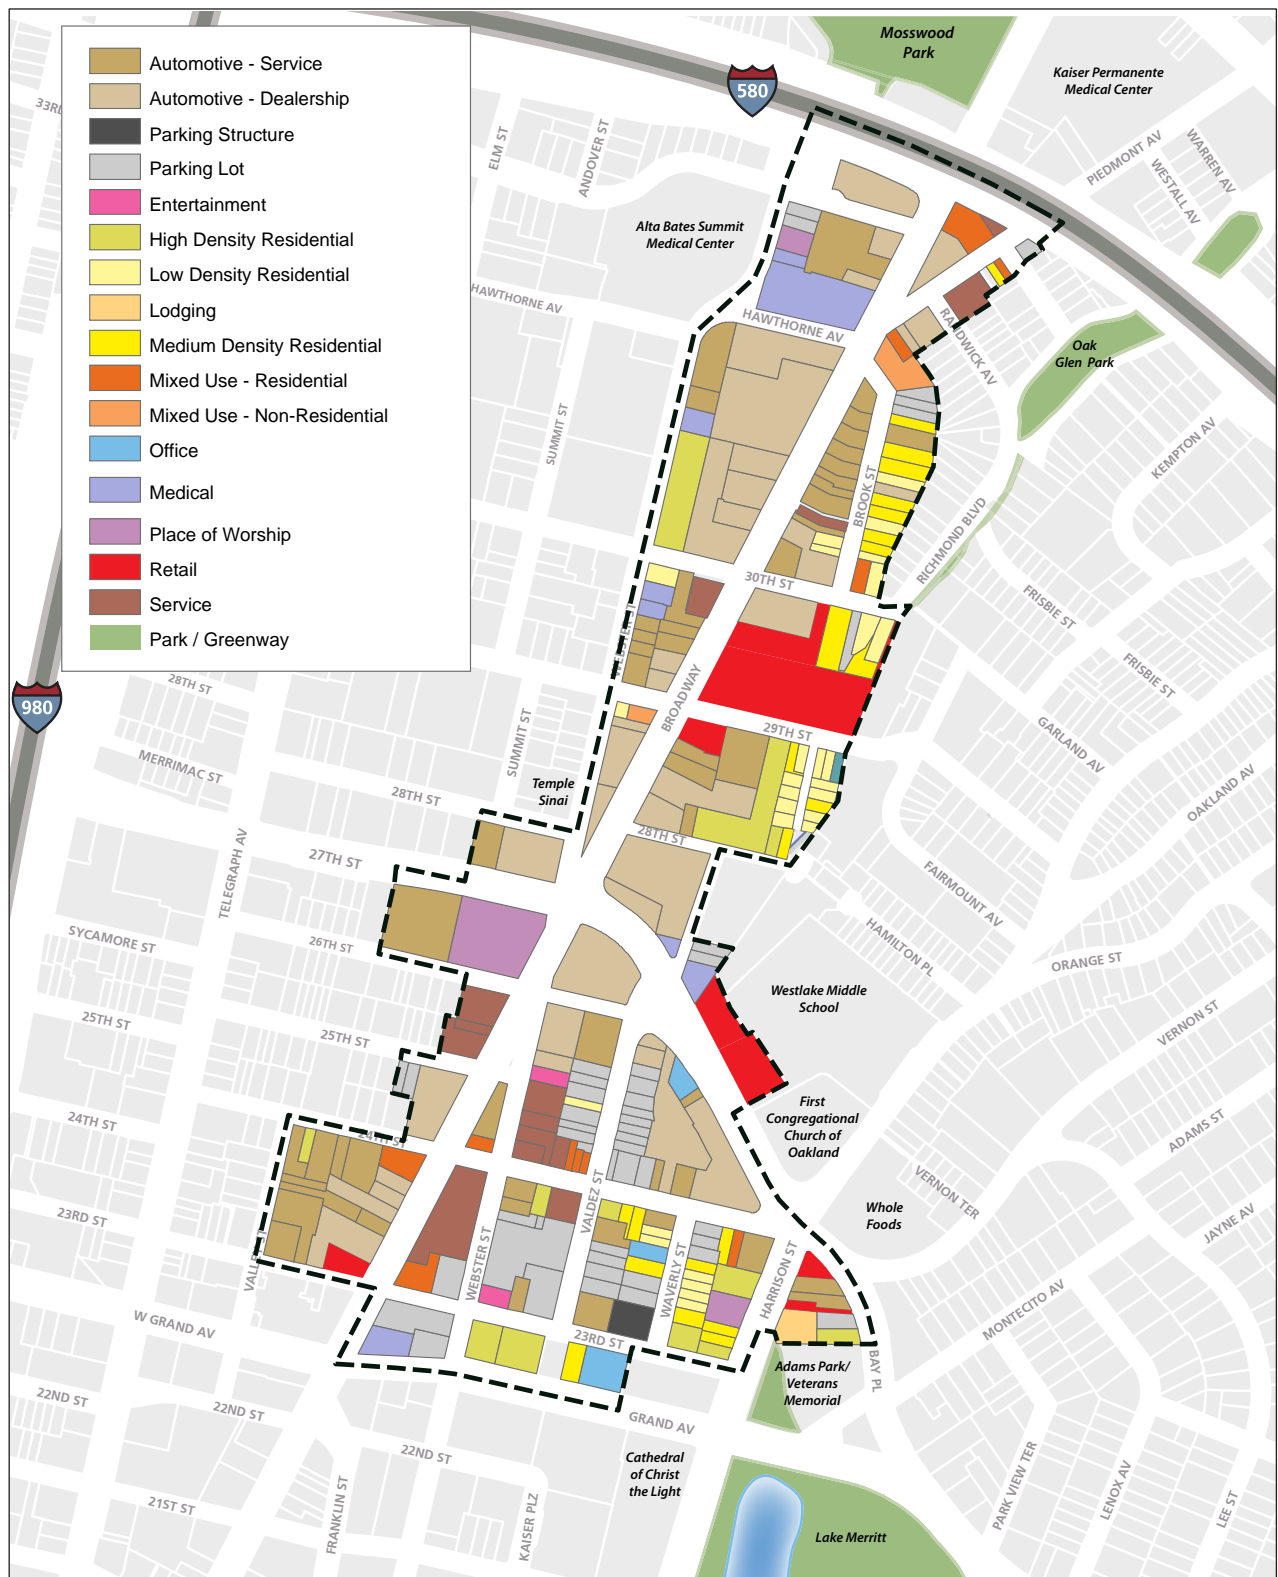 Automotive - Service
Automotive - Dealership
Parking Structure
Parking Lot
Entertainment
High Density Residential
Low Density Residential
Lodging
Medium Density Residential
Mixed Use - Residential
Mixed Use - Non-Residential
Office
Medical
Place of Worship
Retail
Service
Park / Greenway
Mosswood
Park
Kaiser Permanente
Medical Center
580
33RD
ELM ST
ANDOVER ST
PIEDMONT AV
WARREN AV
WESTALL AV
Alta Bates Summit
Medical Center
HAWTHORNE AV
HAWTHORNE AV
RANDWICK AV
Oak
Glen Park
SUMMIT ST
KEMPTON AV
BROOK ST
RICHMOND BLVD
30TH ST
FRISBIE ST
WEBSTER ST
FRISBIE ST
980
28TH ST
BROADWAY
SUMMIT ST
29TH ST
GARLAND AV
MERRIMAC ST
Temple
Sinai
28TH ST
OAKLAND AV
28TH ST
TELEGRAPH AV
27TH ST
FAIRMOUNT AV
SYCAMORE ST
26TH ST
HAMILTON PL
ORANGE ST
Westlake Middle
School
25TH ST
25TH ST
VERNON ST
24TH ST
24TH ST
First
Congregational
Church of
Oakland
ADAMS ST
VERNON TER
23RD ST
VALDEZ ST
Whole
Foods
JAYNE AV
VALLEY ST
WEBSTER ST
WAVERLY ST
HARRISON ST
MONTECITO AV
W GRAND AV
23RD ST
BAY PL
Adams Park/
Veterans
Memorial
22ND ST
22ND ST
GRAND AV
22ND ST
Cathedral
of Christ
the Light
21ST ST
FRANKLIN ST
KAISER PLZ
PARK VIEW TER
LENOX AV
LEE ST
Lake Merritt